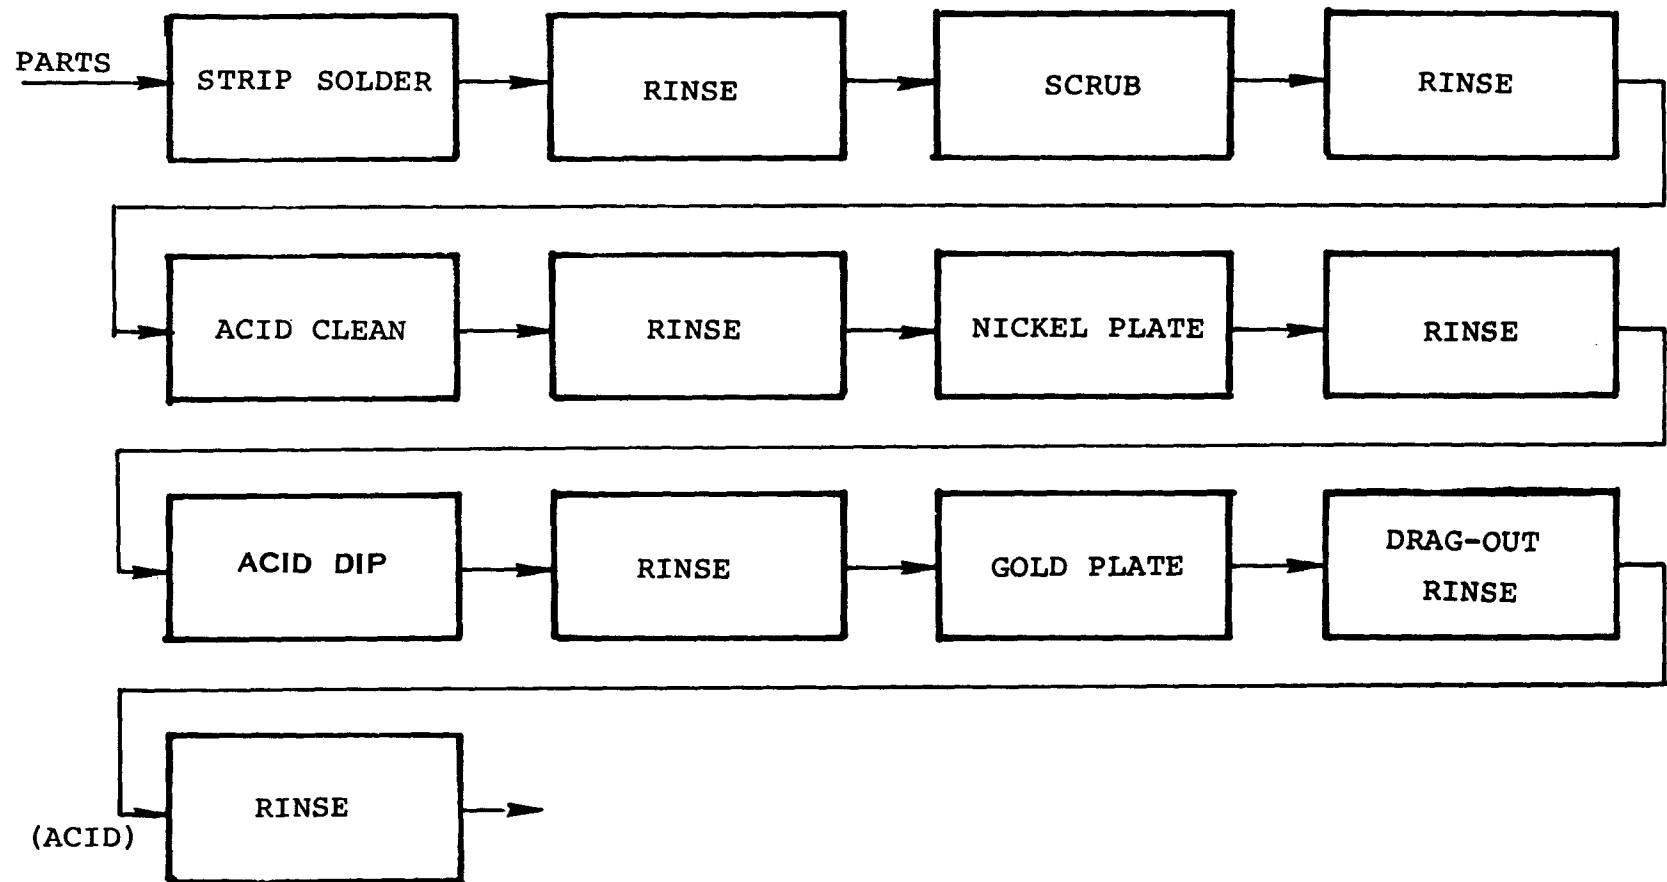 PARTS
STRIP SOLDER
RINSE
SCRUB
RINSE
ACID CLEAN
RINSE
NICKEL PLATE
RINSE
ACID DIP
RINSE
GOLD PLATE
DRAG-OUT
RINSE
RINSE
(ACID)